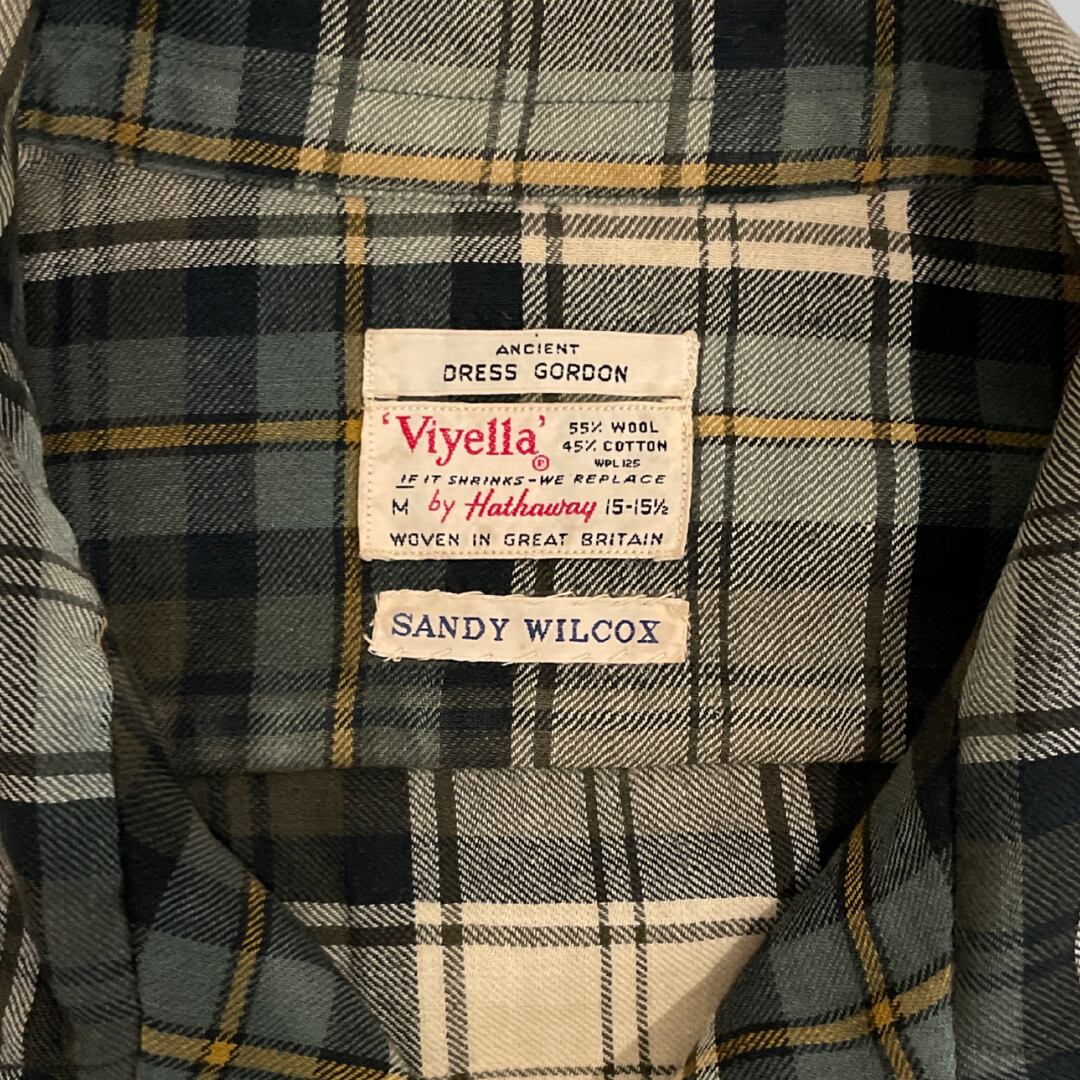 ANCIENT
DRESS GORDON
'Viyella'® 55% WOOL
45% COTTON
WPL 125
IF IT SHRINKS-WE REPLACE
M by Hathaway 15-15½
WOVEN IN GREAT BRITAIN
SANDY WILCOX